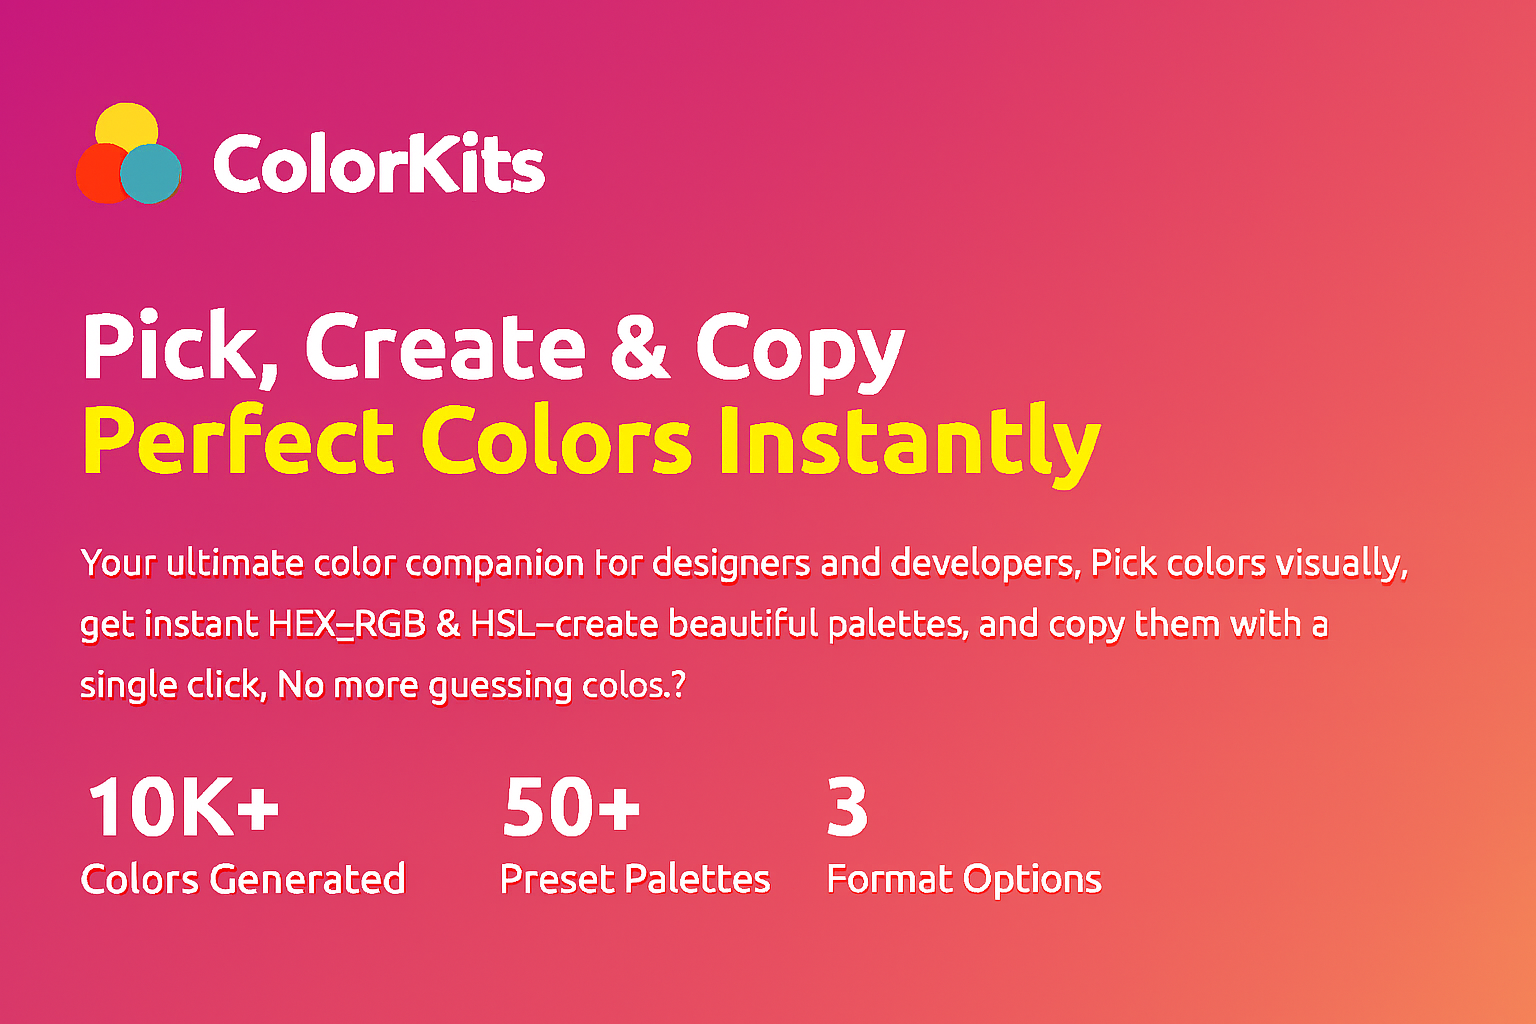 ColorKits
Pick, Create & Copy
Perfect Colors Instantly
Your ultimate color companion for designers and developers, Pick colors visually,
get instant HEX=RGB & HSL–create beautiful palettes, and copy them with a
single click, No more guessing colos.?
10K+ 50+ 3
Colors Generated Preset Palettes Format Options